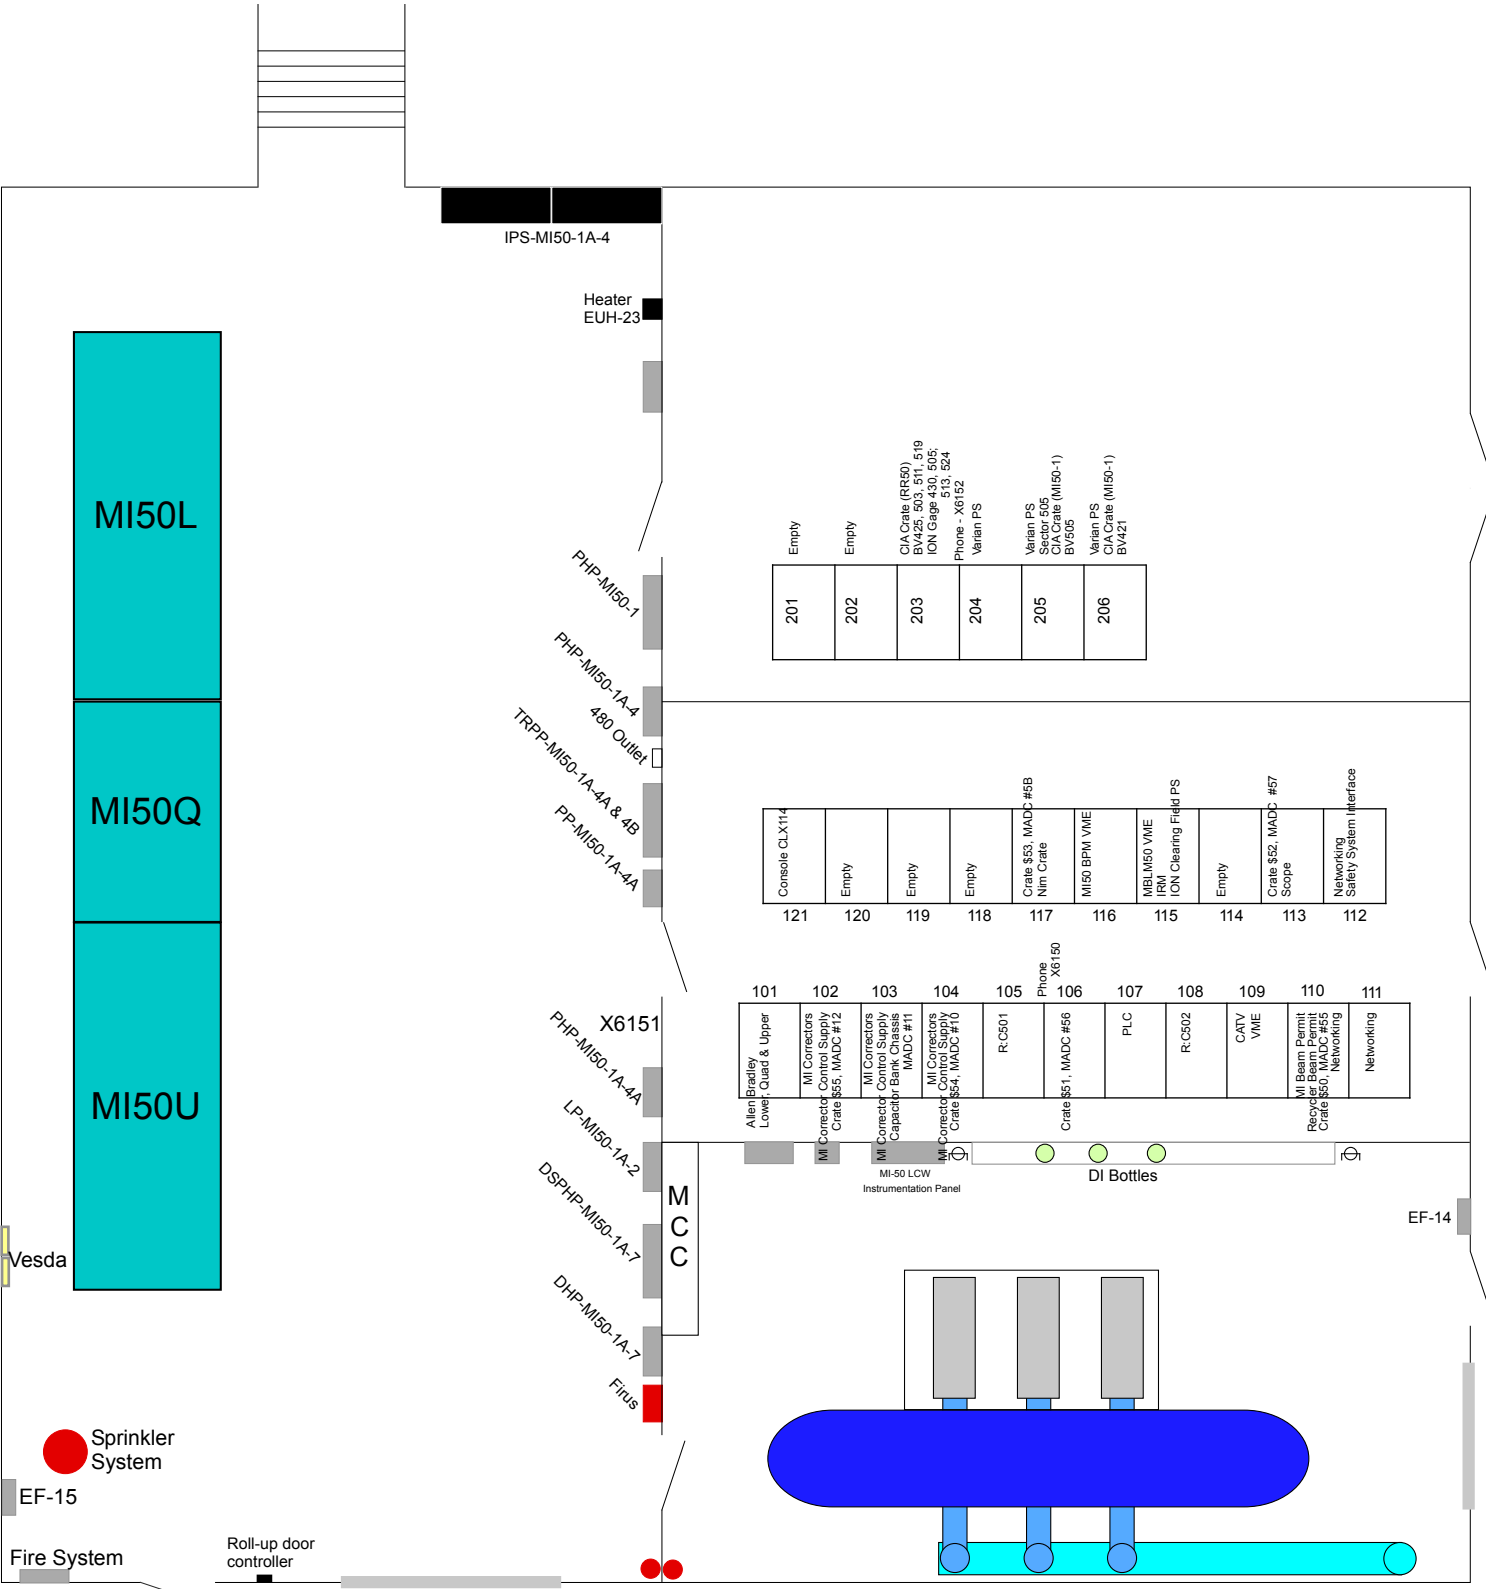 IPS-MI50-1A-4
Heater
EUH-23
MI50L
MI50Q
MI50U
PHP-MI50-1
PHP-MI50-1A-4
480 Outlet
TRPP-MI50-1A-4A & 4B
PP-MI50-1A-4A
X6151
PHP-MI50-1A-4A
LP-MI50-1A-2
DSPHP-MI50-1A-7
DHP-MI50-1A-7
Firus
Vesda
Sprinkler
System
EF-15
Fire System
Roll-up door
controller
Empty
Empty
CIA Crate (RR50)
BV425, 503, 511, 519
ION Gage 430, 505;
513, 524
Phone - X6152
Varian PS
Varian PS
Sector 505
CIA Crate (MI50-1)
BV505
Varian PS
CIA Crate (MI50-1)
BV421
201
202
203
204
205
206
Console CLX114
Empty
Empty
Empty
Crate $53, MADC #5B
Nim Crate
MI50 BPM VME
MBLM50 VME
IRM
ION Clearing Field PS
Empty
Crate $52, MADC #57
Scope
Networking
Safety System Interface
121
120
119
118
117
116
115
114
113
112
Phone
X6150
101
102
103
104
105
106
107
108
109
110
111
Allen Bradley
Lower, Quad & Upper
MI Correctors
MI Corrector Control Supply
Crate $55, MADC #12
MI Correctors
MI Corrector Control Supply
Capacitor Bank Chassis
MADC #11
MI Correctors
MI Corrector Control Supply
Crate $54, MADC #10
R:C501
Crate $51, MADC #56
PLC
R:C502
CATV
VME
MI Beam Permit
Recycler Beam Permit
Crate $50, MADC #55
Networking
Networking
MI-50 LCW
Instrumentation Panel
DI Bottles
M
C
C
EF-14